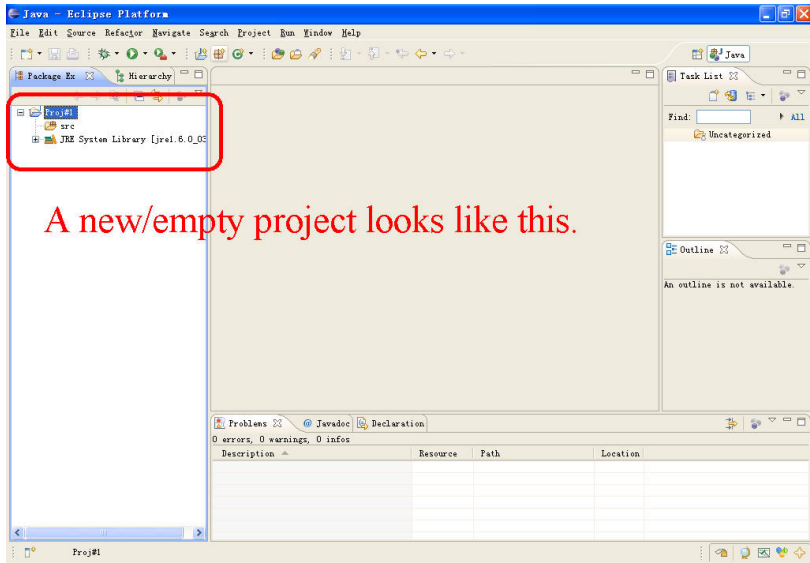 Java - Eclipse Platform
File Edit Source Refactor Navigate Search Project Run Window Help
Java
Package Ex Hierarchy
Task List
Proj#1
src
JRE System Library [jre1.6.0_03
Find: All
Uncategorized
A new/empty project looks like this.
Outline
An outline is not available.
Problems @ Javadoc Declaration
0 errors, 0 warnings, 0 infos
Description Resource Path Location
Proj#1